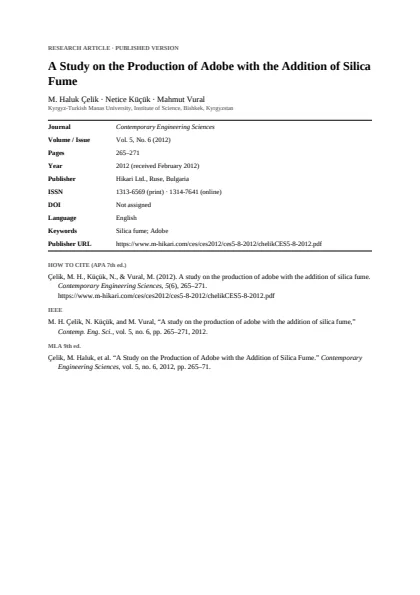 RESEARCH ARTICLE · PUBLISHED VERSION
A Study on the Production of Adobe with the Addition of Silica
Fume
M. Haluk Çelik · Netice Küçük · Mahmut Vural
Kyrgyz-Turkish Manas University, Institute of Science, Bishkek, Kyrgyzstan
Journal Contemporary Engineering Sciences
Volume / Issue Vol. 5, No. 6 (2012)
Pages 265–271
Year 2012 (received February 2012)
Publisher Hikari Ltd., Ruse, Bulgaria
ISSN 1313-6569 (print) · 1314-7641 (online)
DOI Not assigned
Language English
Keywords Silica fume; Adobe
Publisher URL https://www.m-hikari.com/ces/ces2012/ces5-8-2012/chelikCES5-8-2012.pdf
HOW TO CITE (APA 7th ed.)
Çelik, M. H., Küçük, N., & Vural, M. (2012). A study on the production of adobe with the addition of silica fume.
Contemporary Engineering Sciences, 5(6), 265–271.
https://www.m-hikari.com/ces/ces2012/ces5-8-2012/chelikCES5-8-2012.pdf
IEEE
M. H. Çelik, N. Küçük, and M. Vural, “A study on the production of adobe with the addition of silica fume,”
Contemp. Eng. Sci., vol. 5, no. 6, pp. 265–271, 2012.
MLA 9th ed.
Çelik, M. Haluk, et al. “A Study on the Production of Adobe with the Addition of Silica Fume.” Contemporary
Engineering Sciences, vol. 5, no. 6, 2012, pp. 265–71.